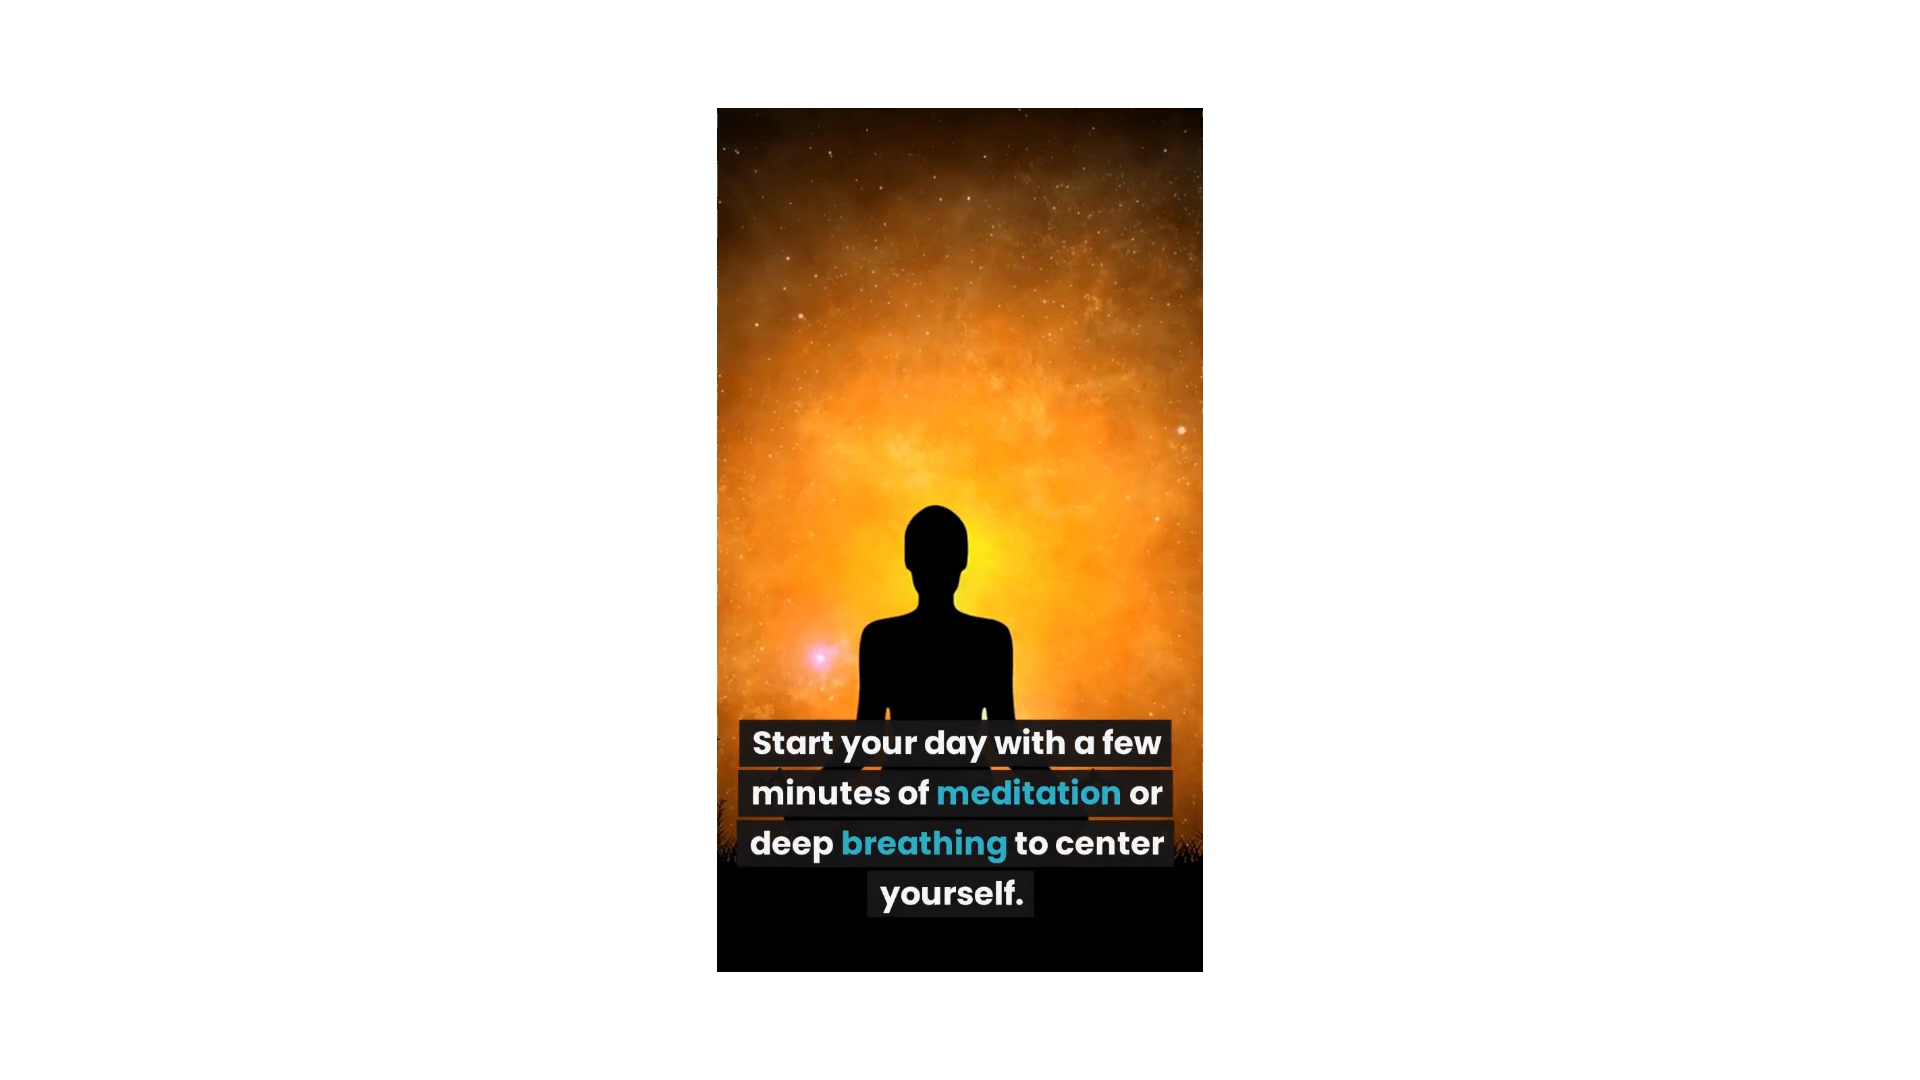 Start your day with a few
minutes of meditation or
deep breathing to center
yourself.